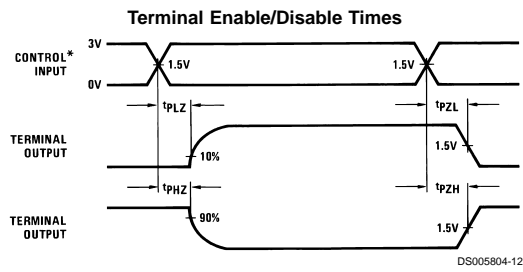 Terminal Enable/Disable Times
CONTROL*
INPUT
3V
0V
1.5V
1.5V
tPLZ
tPZL
TERMINAL
OUTPUT
10%
1.5V
tPHZ
tPZH
TERMINAL
OUTPUT
90%
1.5V
DS005804-12